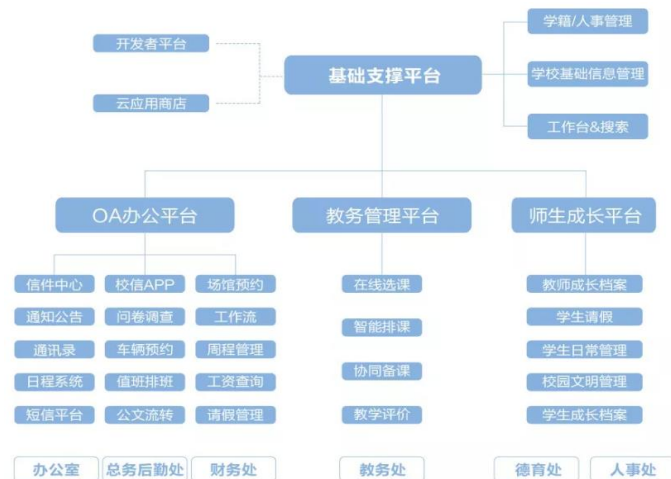 开发者平台
云应用商店
基础支撑平台
学籍/人事管理
学校基础信息管理
工作台&搜索
OA办公平台
教务管理平台
师生成长平台
信件中心
校信APP
场馆预约
通知公告
问卷调查
工作流
通讯录
车辆预约
周程管理
日程系统
值班排班
工资查询
短信平台
公文流转
请假管理
在线选课
智能排课
协同备课
教学评价
教师成长档案
学生请假
学生日常管理
校园文明管理
学生成长档案
办公室
总务后勤处
财务处
教务处
德育处
人事处